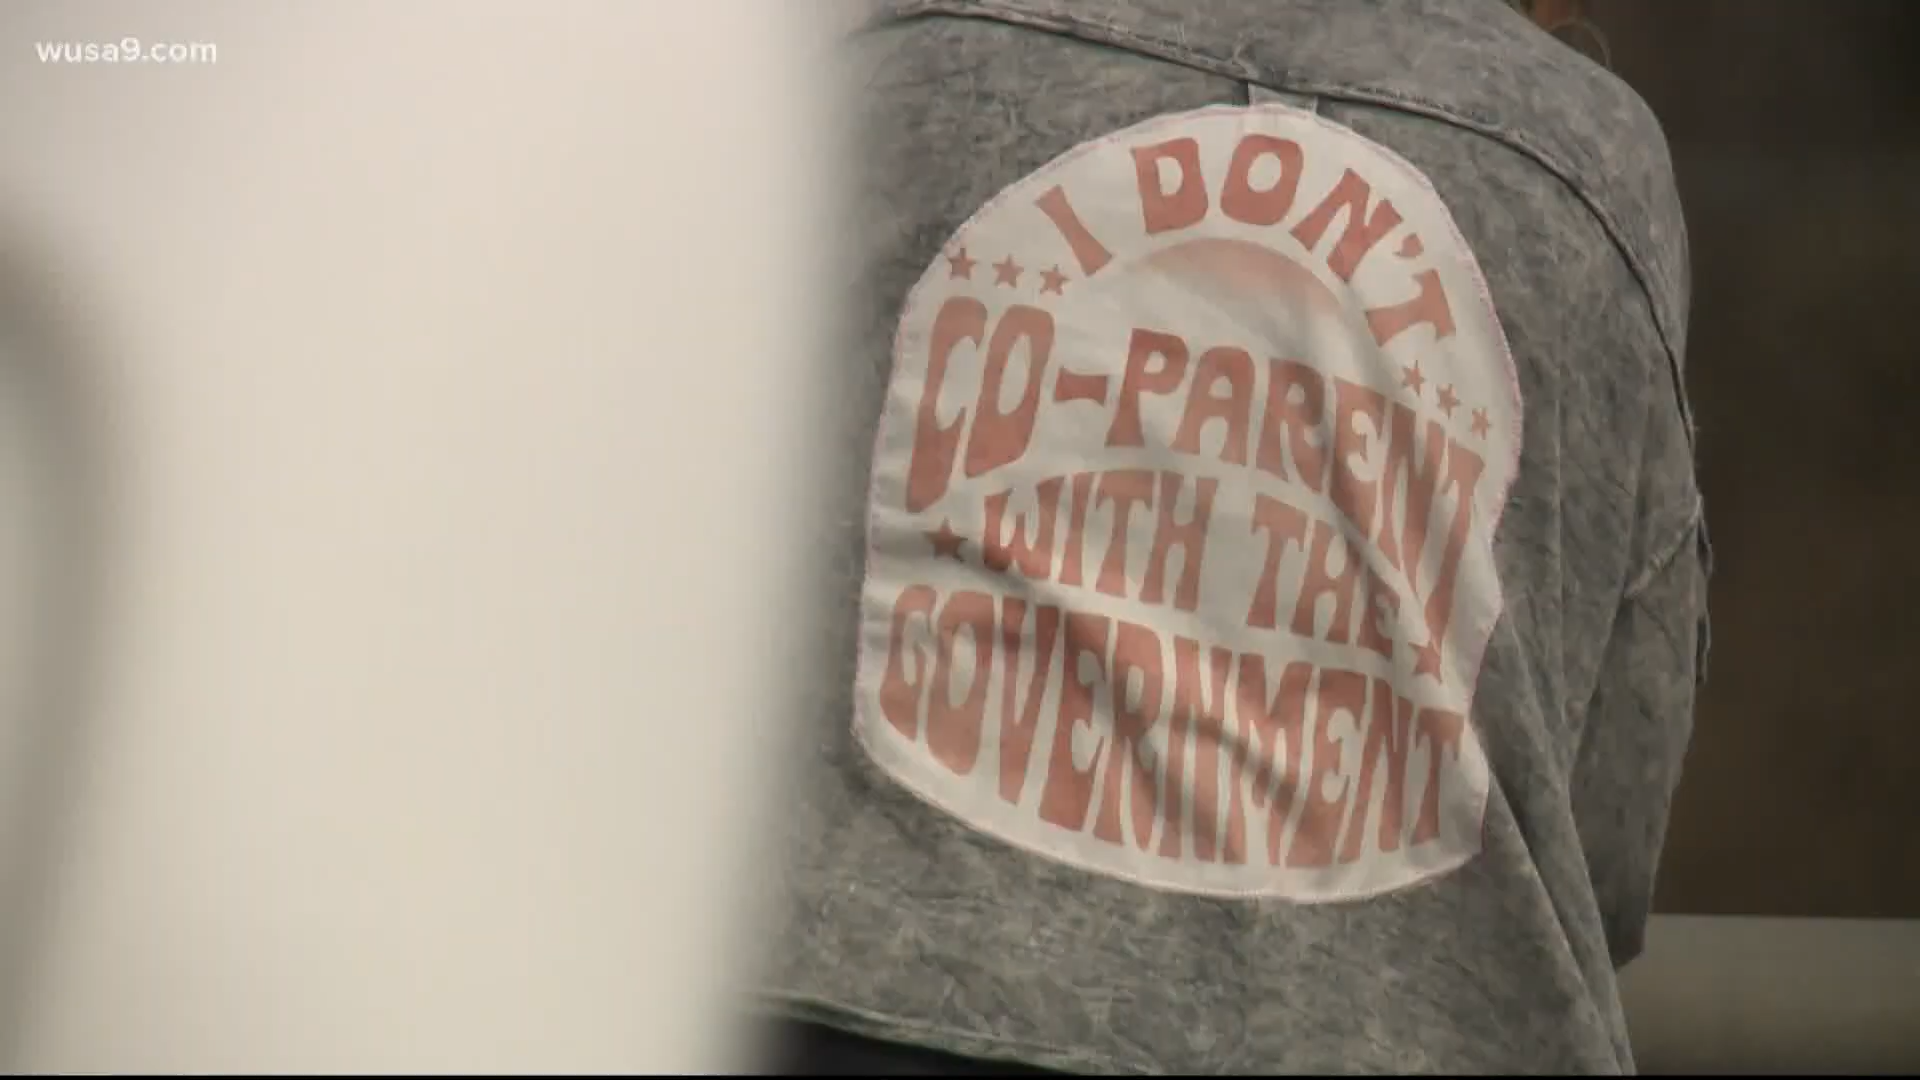 wusa9.com
I DON'T
CO-PARENT
WITH THE
GOVERNMENT